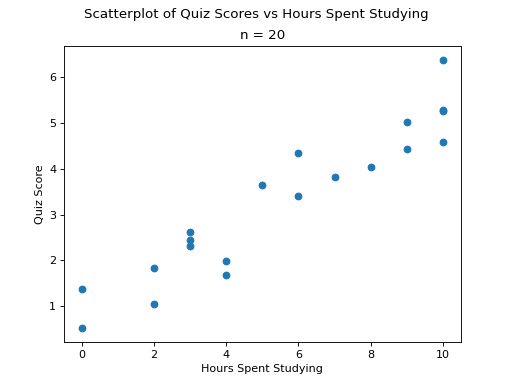 Scatterplot of Quiz Scores vs Hours Spent Studying
n = 20
6
5
4
3
2
1
Quiz Score
0 2 4 6 8 10
Hours Spent Studying